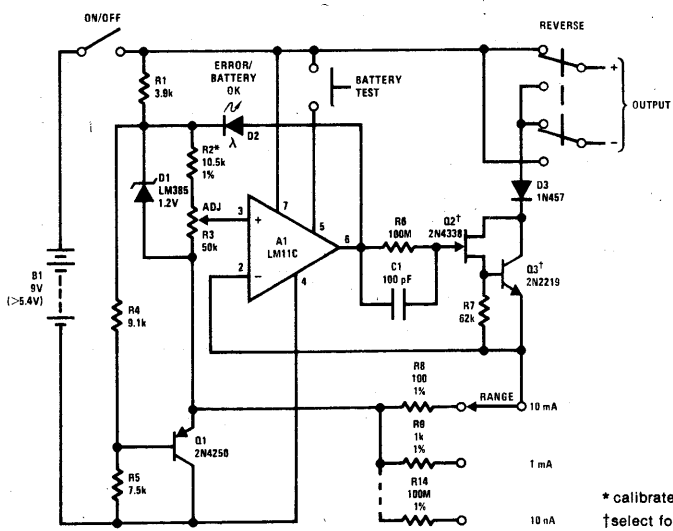 ON/OFF
REVERSE
R1
3.9k
ERROR/
BATTERY
OK
BATTERY
TEST
+
OUTPUT
−
λ
D2
R2*
10.5k
1%
D1
LM385
1.2V
ADJ
R3
50k
3
+
2
−
A1
LM11C
7
5
6
4
R6
100M
C1
100 pF
Q2†
2N4338
D3
1N457
Q3†
2N2219
R7
62k
B1
9V
(>5.4V)
R4
9.1k
R5
7.5k
Q1
2N4250
R8
100
1%
RANGE
10 mA
R9
1k
1%
1 mA
R14
100M
1%
10 nA
* calibrate
†select fo